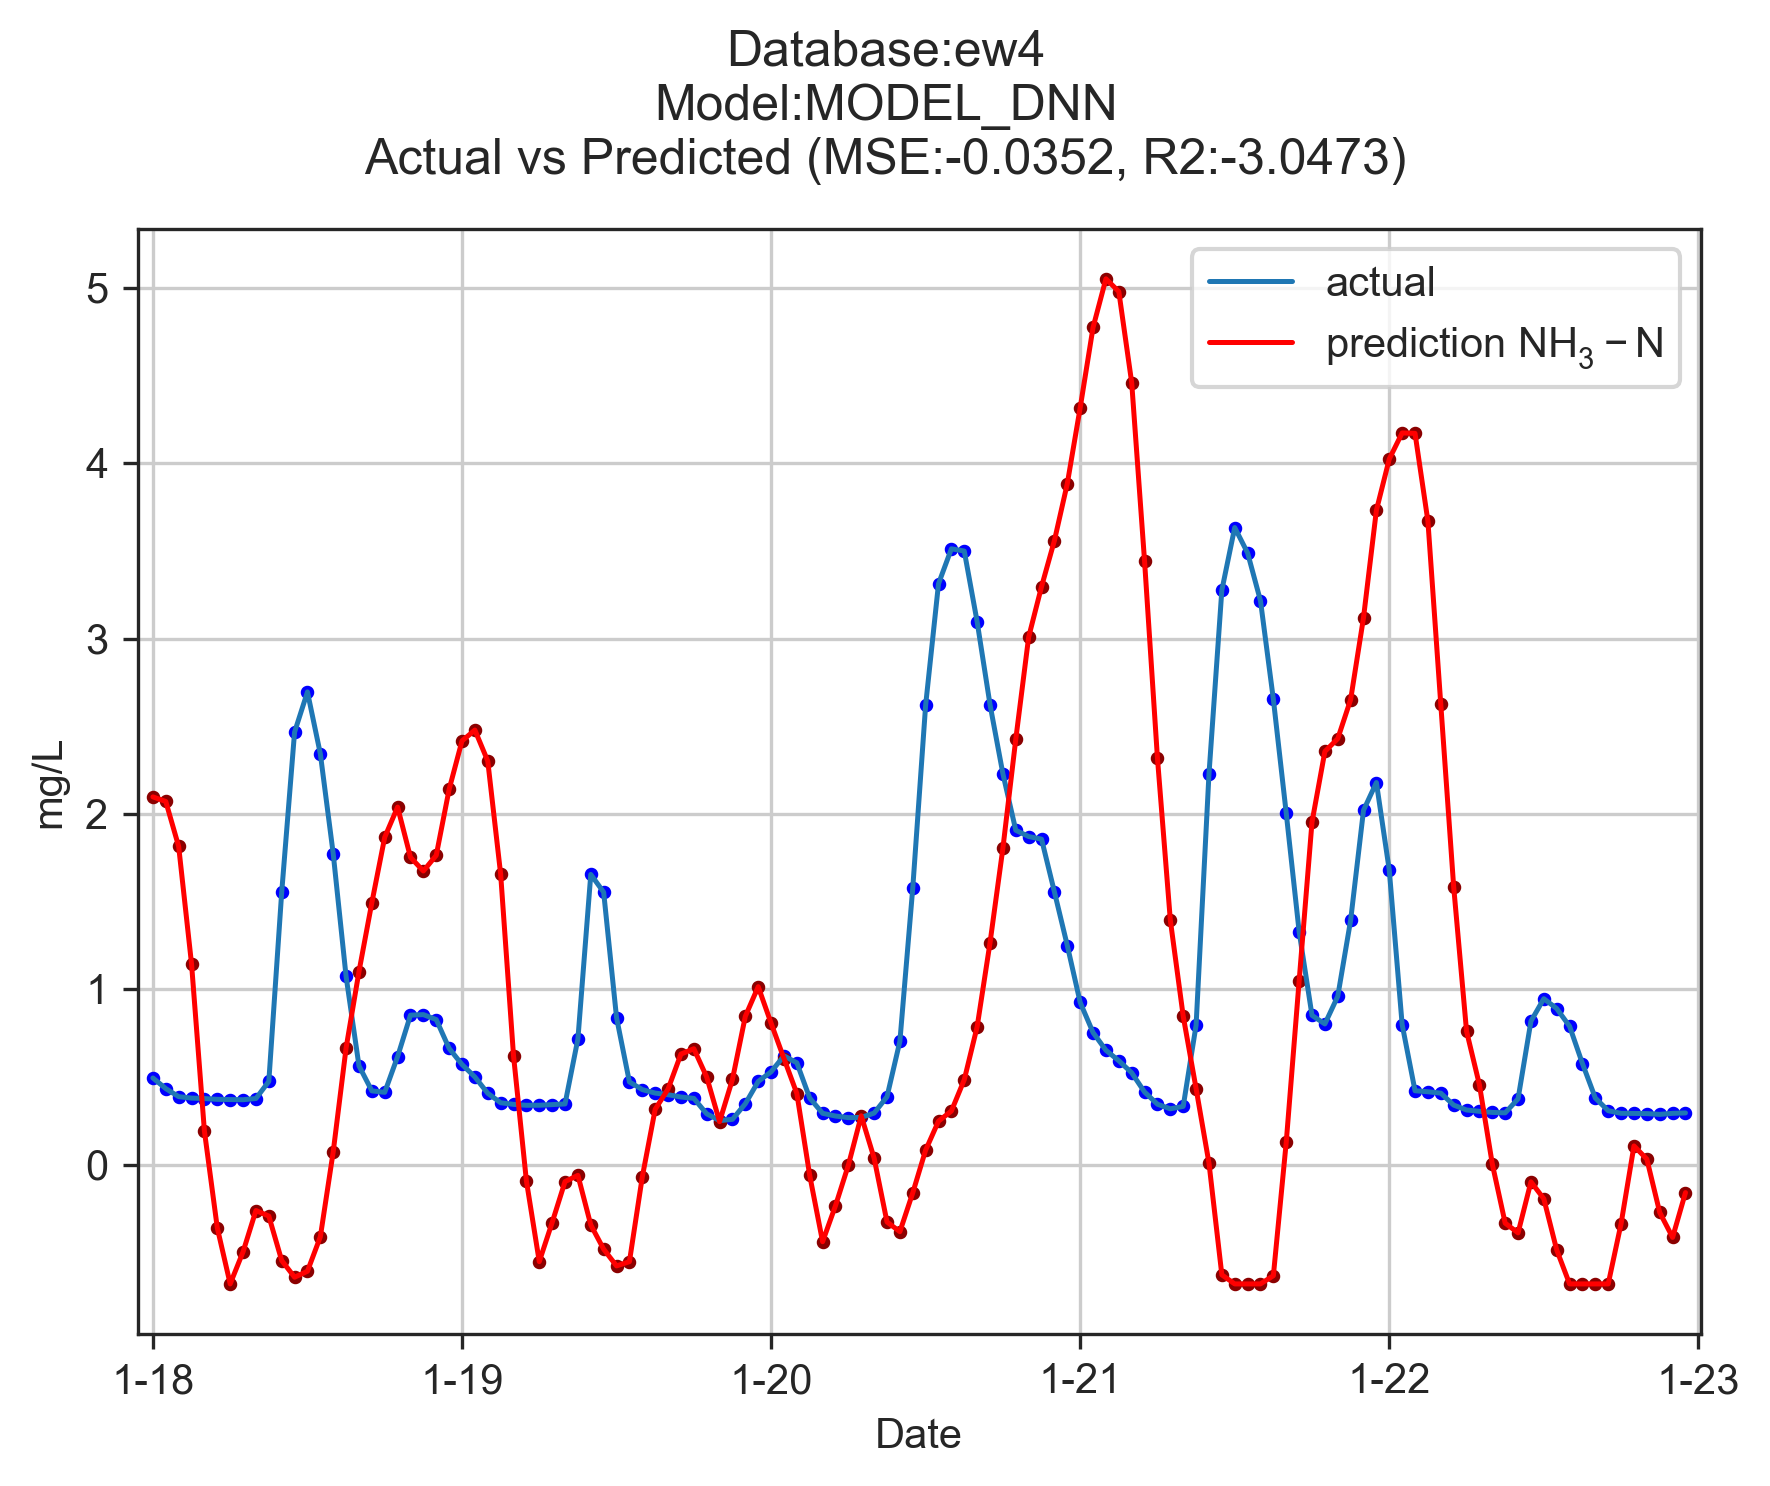 Database:ew4
Model:MODEL_DNN
Actual vs Predicted (MSE:-0.0352, R2:-3.0473)
actual
prediction NH₃ − N
5
4
3
2
1
0
mg/L
1-18 1-19 1-20 1-21 1-22 1-23
Date